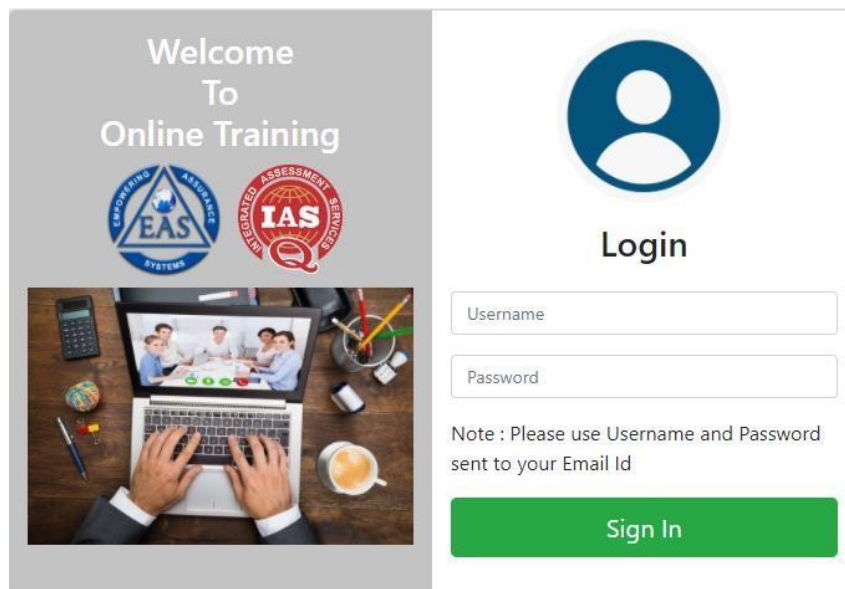 Welcome
To
Online Training
EMPOWERING ASSURANCE
EAS
SYSTEMS
INTEGRATED ASSESSMENT SERVICES
IAS
Q
Login
Username
Password
Note : Please use Username and Password
sent to your Email Id
Sign In